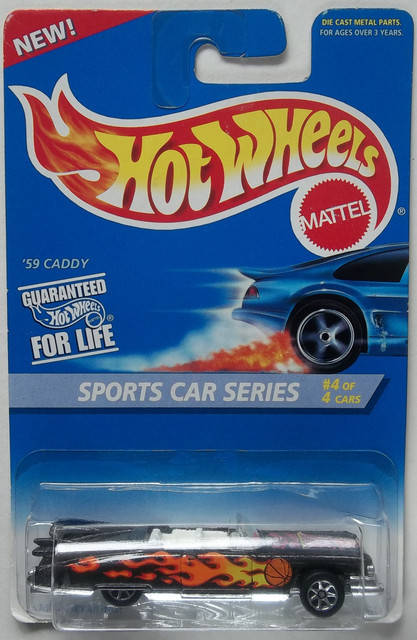 NEW!
DIE CAST METAL PARTS.
FOR AGES OVER 3 YEARS.
HOT WHEELS
MATTEL
®
'59 CADDY
GUARANTEED
HOT WHEELS®
FOR LIFE
SPORTS CAR SERIES
#4 OF
4 CARS